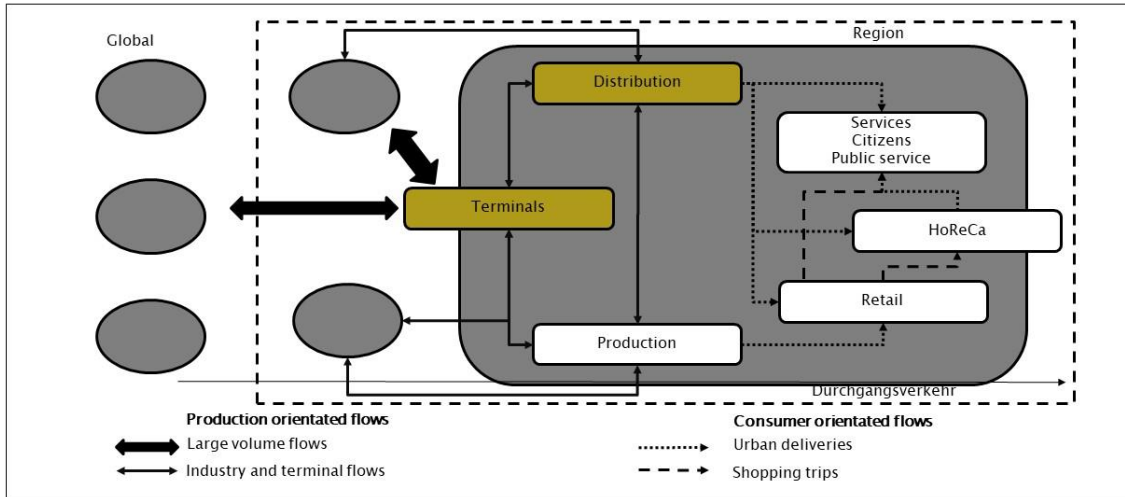 Global
Region
Distribution
Services
Citizens
Public service
Terminals
HoReCa
Retail
Production
Durchgangsverkehr
Production orientated flows
Large volume flows
Industry and terminal flows
Consumer orientated flows
Urban deliveries
Shopping trips